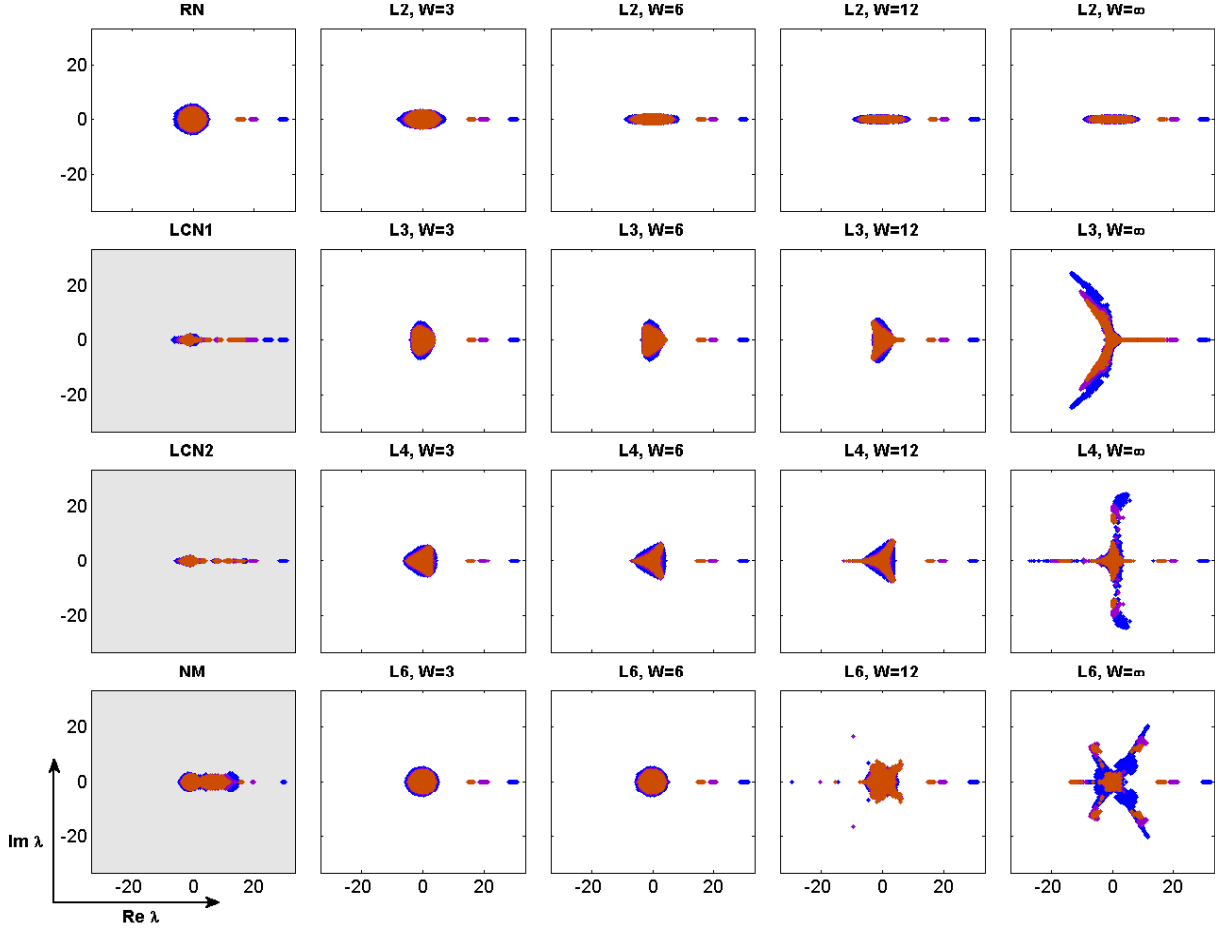 RN L2, W=3 L2, W=6 L2, W=12 L2, W=∞
20
0
-20
LCN1 L3, W=3 L3, W=6 L3, W=12 L3, W=∞
20
0
-20
LCN2 L4, W=3 L4, W=6 L4, W=12 L4, W=∞
20
0
-20
NM L6, W=3 L6, W=6 L6, W=12 L6, W=∞
20
0
-20
Im λ
-20 0 20 -20 0 20 -20 0 20 -20 0 20 -20 0 20
Re λ